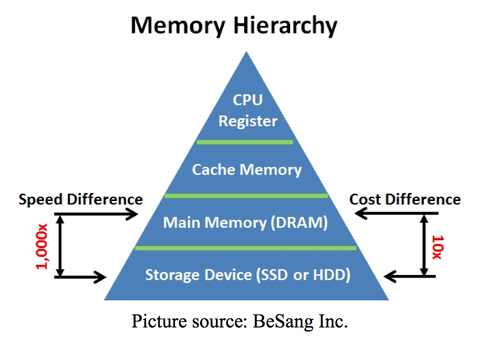 Memory Hierarchy
CPU
Register
Cache Memory
Speed Difference
Cost Difference
Main Memory (DRAM)
1,000x
10x
Storage Device (SSD or HDD)
Picture source: BeSang Inc.